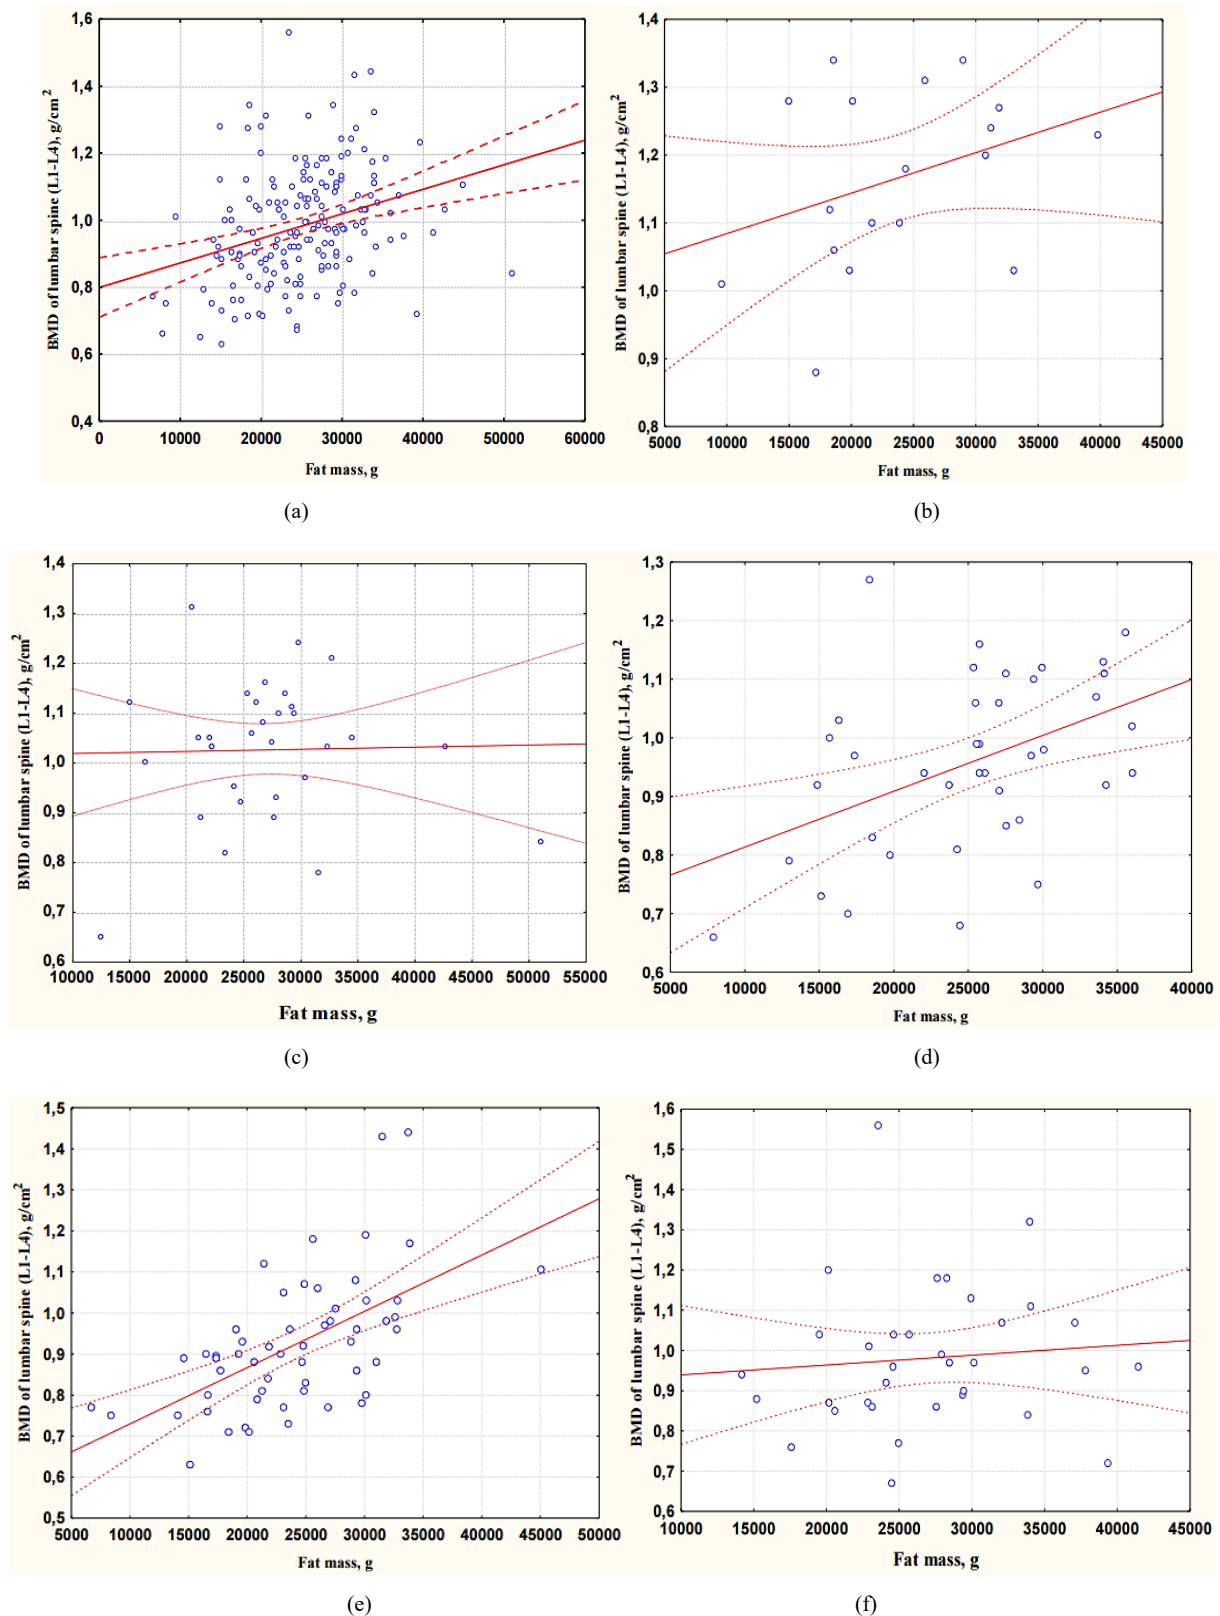 1,6
1,4
1,2
1,0
0,8
0,6
0,4
BMD of lumbar spine (L1-L4), g/cm²
0 10000 20000 30000 40000 50000 60000
Fat mass, g
(a)
1,4
1,3
1,2
1,1
1,0
0,9
0,8
BMD of lumbar spine (L1-L4), g/cm²
5000 10000 15000 20000 25000 30000 35000 40000 45000
Fat mass, g
(b)
1,4
1,3
1,2
1,1
1,0
0,9
0,8
0,7
0,6
BMD of lumbar spine (L1-L4), g/cm²
10000 15000 20000 25000 30000 35000 40000 45000 50000 55000
Fat mass, g
(c)
1,3
1,2
1,1
1,0
0,9
0,8
0,7
0,6
BMD of lumbar spine (L1-L4), g/cm²
5000 10000 15000 20000 25000 30000 35000 40000
Fat mass, g
(d)
1,5
1,4
1,3
1,2
1,1
1,0
0,9
0,8
0,7
0,6
0,5
BMD of lumbar spine (L1-L4), g/cm²
5000 10000 15000 20000 25000 30000 35000 40000 45000 50000
Fat mass, g
(e)
1,6
1,5
1,4
1,3
1,2
1,1
1,0
0,9
0,8
0,7
0,6
BMD of lumbar spine (L1-L4), g/cm²
10000 15000 20000 25000 30000 35000 40000 45000
Fat mass, g
(f)